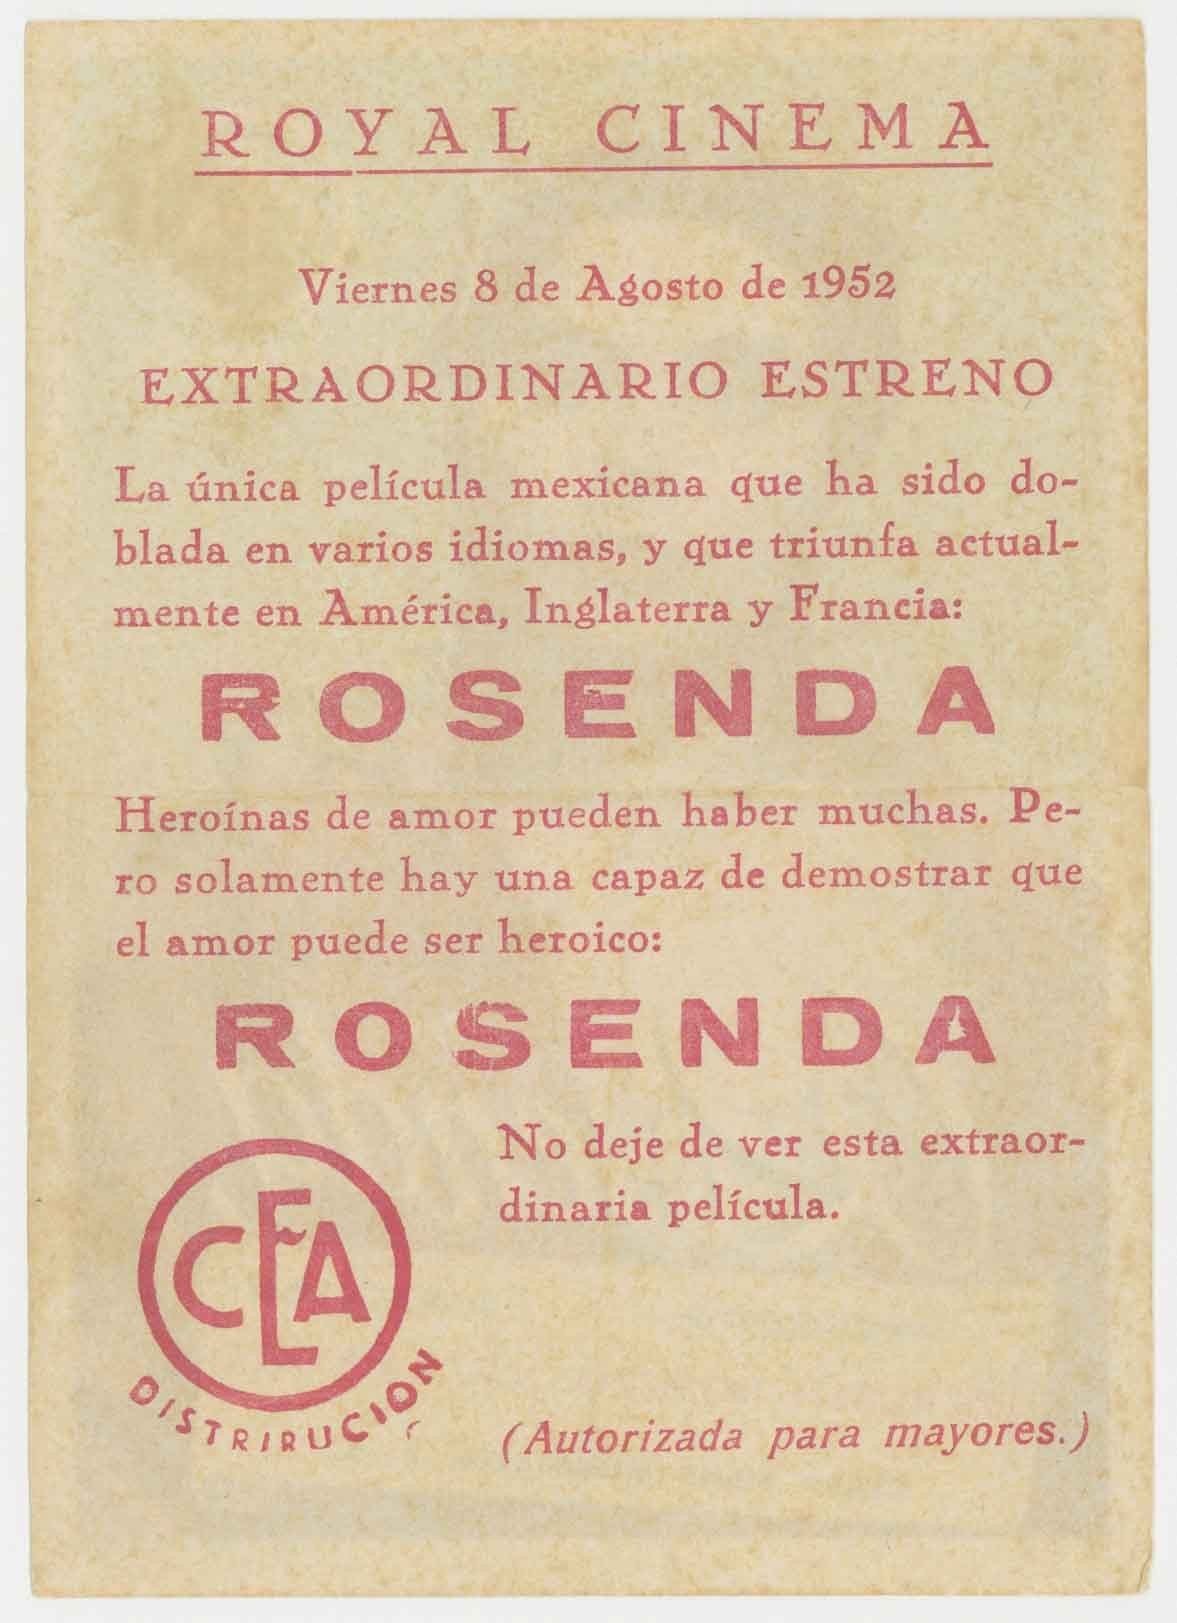 ROYAL CINEMA
Viernes 8 de Agosto de 1952
EXTRAORDINARIO ESTRENO
La única película mexicana que ha sido do-
blada en varios idiomas, y que triunfa actual-
mente en América, Inglaterra y Francia:
ROSENDA
Heroínas de amor pueden haber muchas. Pe-
ro solamente hay una capaz de demostrar que
el amor puede ser heroico:
ROSENDA
No deje de ver esta extraor-
dinaria película.
CEA
DISTRIBUCION
(Autorizada para mayores.)